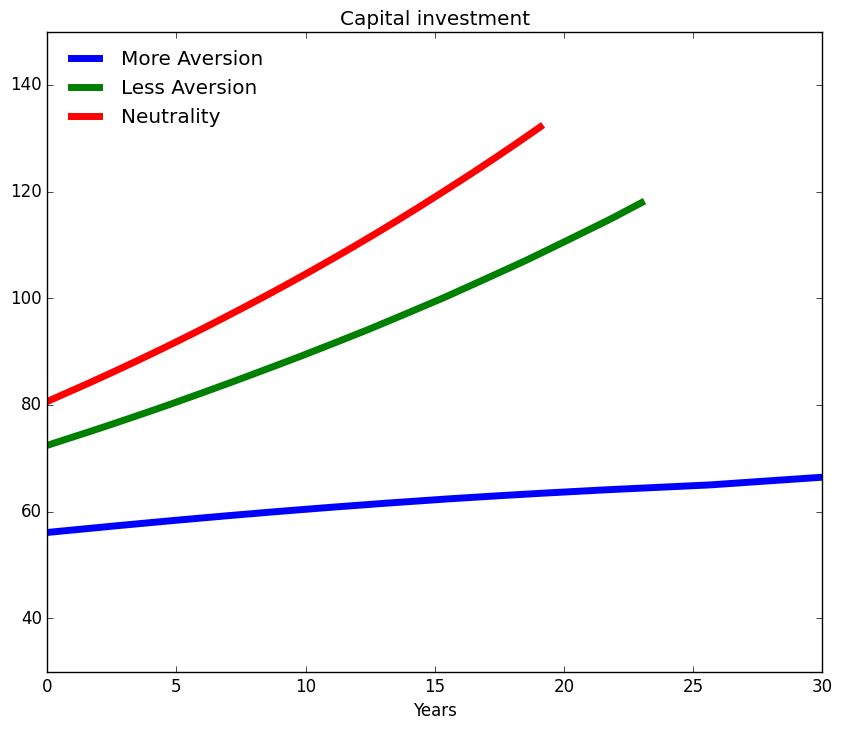 Capital investment
More Aversion
Less Aversion
Neutrality
140
120
100
80
60
40
0 5 10 15 20 25 30
Years